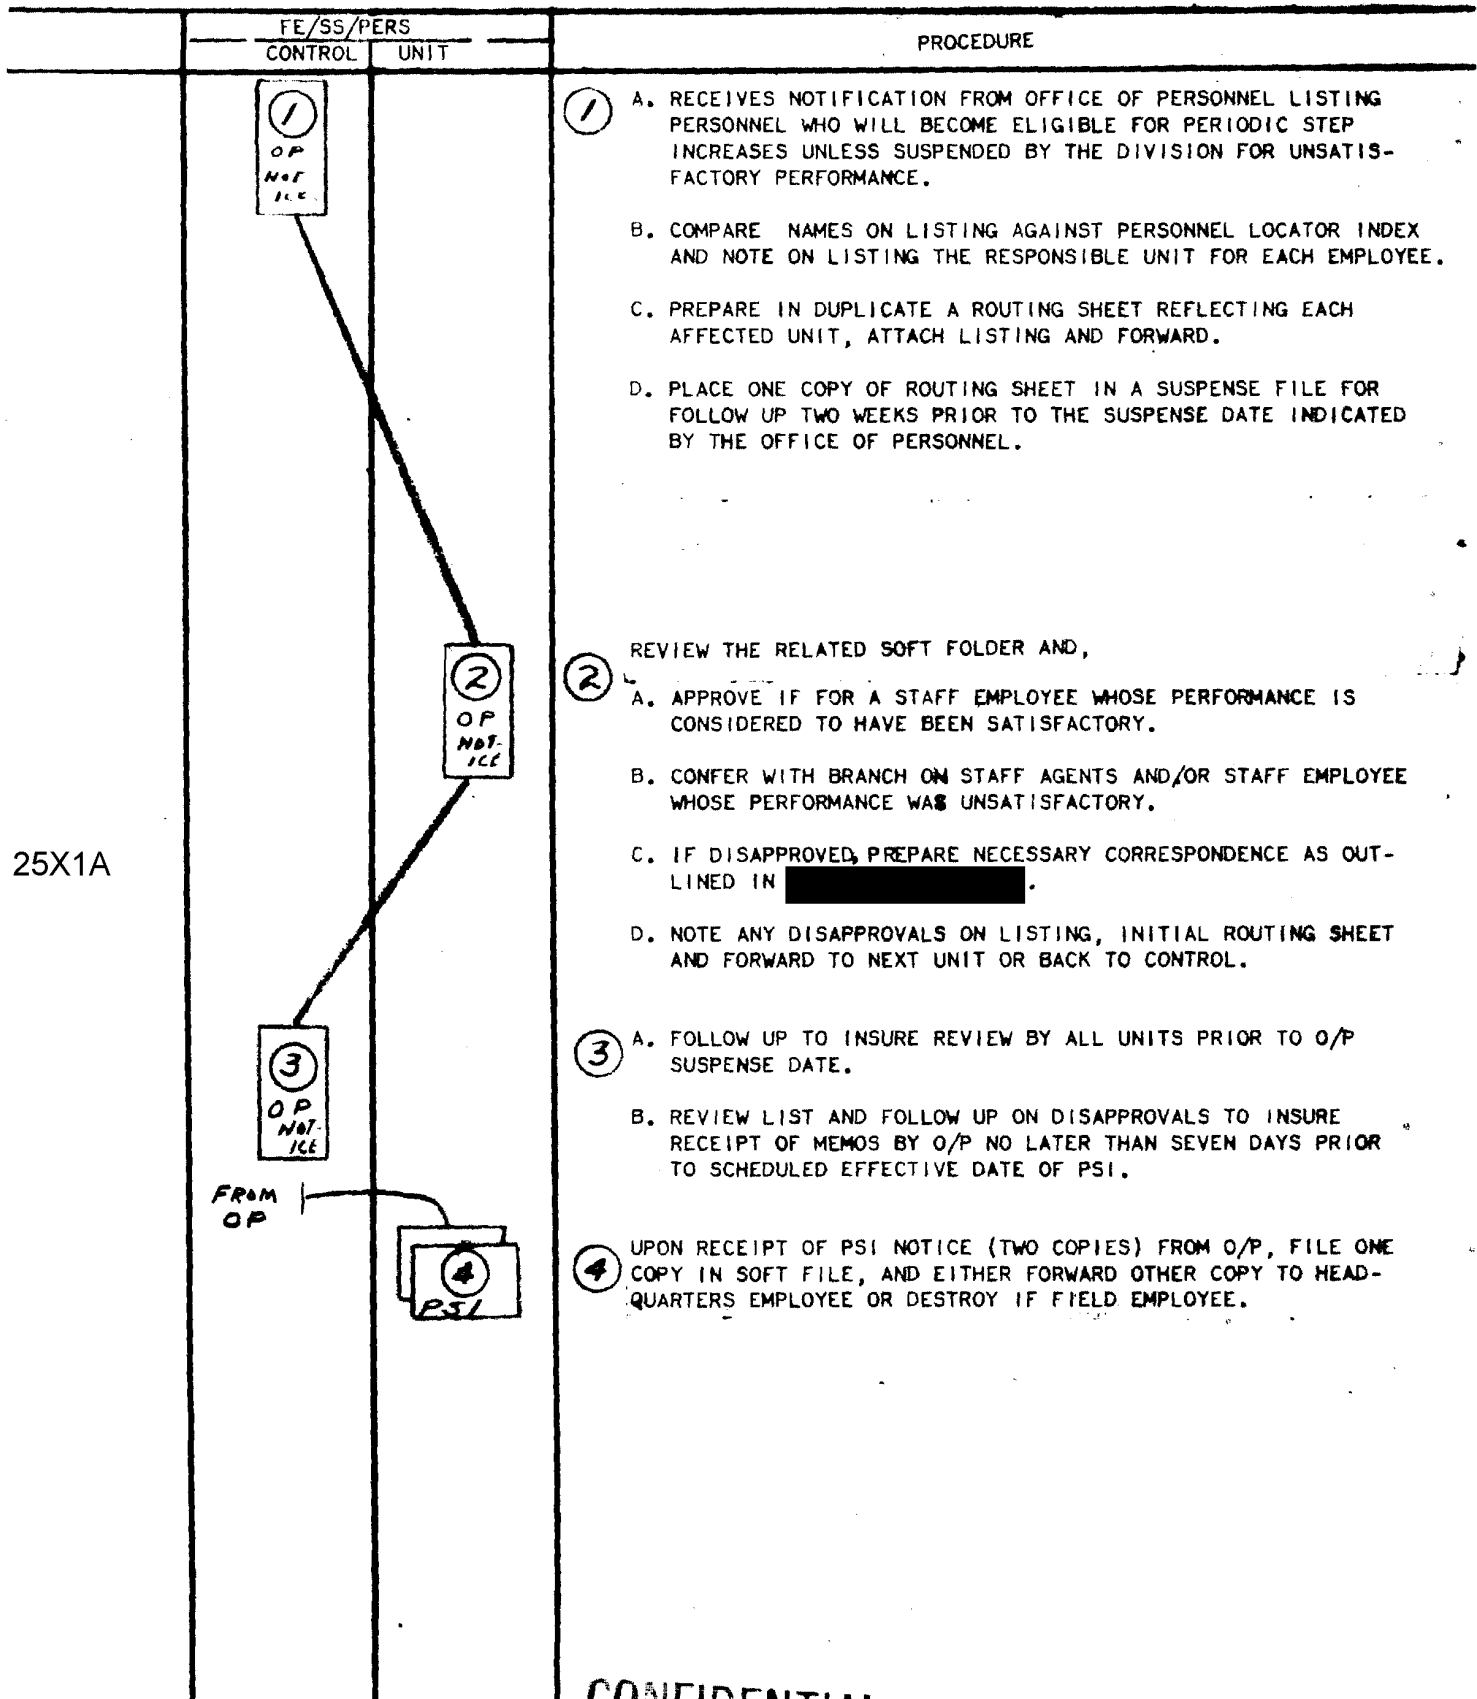 FE/SS/PERS
CONTROL UNIT
PROCEDURE
1
OP
NOT
ICE
1 A. RECEIVES NOTIFICATION FROM OFFICE OF PERSONNEL LISTING
PERSONNEL WHO WILL BECOME ELIGIBLE FOR PERIODIC STEP
INCREASES UNLESS SUSPENDED BY THE DIVISION FOR UNSATIS-
FACTORY PERFORMANCE.
B. COMPARE NAMES ON LISTING AGAINST PERSONNEL LOCATOR INDEX
AND NOTE ON LISTING THE RESPONSIBLE UNIT FOR EACH EMPLOYEE.
C. PREPARE IN DUPLICATE A ROUTING SHEET REFLECTING EACH
AFFECTED UNIT, ATTACH LISTING AND FORWARD.
D. PLACE ONE COPY OF ROUTING SHEET IN A SUSPENSE FILE FOR
FOLLOW UP TWO WEEKS PRIOR TO THE SUSPENSE DATE INDICATED
BY THE OFFICE OF PERSONNEL.
2
OP
NOT-
ICE
2 REVIEW THE RELATED SOFT FOLDER AND,
A. APPROVE IF FOR A STAFF EMPLOYEE WHOSE PERFORMANCE IS
CONSIDERED TO HAVE BEEN SATISFACTORY.
B. CONFER WITH BRANCH ON STAFF AGENTS AND/OR STAFF EMPLOYEE
WHOSE PERFORMANCE WAS UNSATISFACTORY.
25X1A
C. IF DISAPPROVED, PREPARE NECESSARY CORRESPONDENCE AS OUT-
LINED IN .
D. NOTE ANY DISAPPROVALS ON LISTING, INITIAL ROUTING SHEET
AND FORWARD TO NEXT UNIT OR BACK TO CONTROL.
3
OP
NOT-
ICE
3 A. FOLLOW UP TO INSURE REVIEW BY ALL UNITS PRIOR TO O/P
SUSPENSE DATE.
B. REVIEW LIST AND FOLLOW UP ON DISAPPROVALS TO INSURE
RECEIPT OF MEMOS BY O/P NO LATER THAN SEVEN DAYS PRIOR
TO SCHEDULED EFFECTIVE DATE OF PSI.
FROM
OP
4
PSI
4 UPON RECEIPT OF PSI NOTICE (TWO COPIES) FROM O/P, FILE ONE
COPY IN SOFT FILE, AND EITHER FORWARD OTHER COPY TO HEAD-
QUARTERS EMPLOYEE OR DESTROY IF FIELD EMPLOYEE.
CONFIDENTIAL